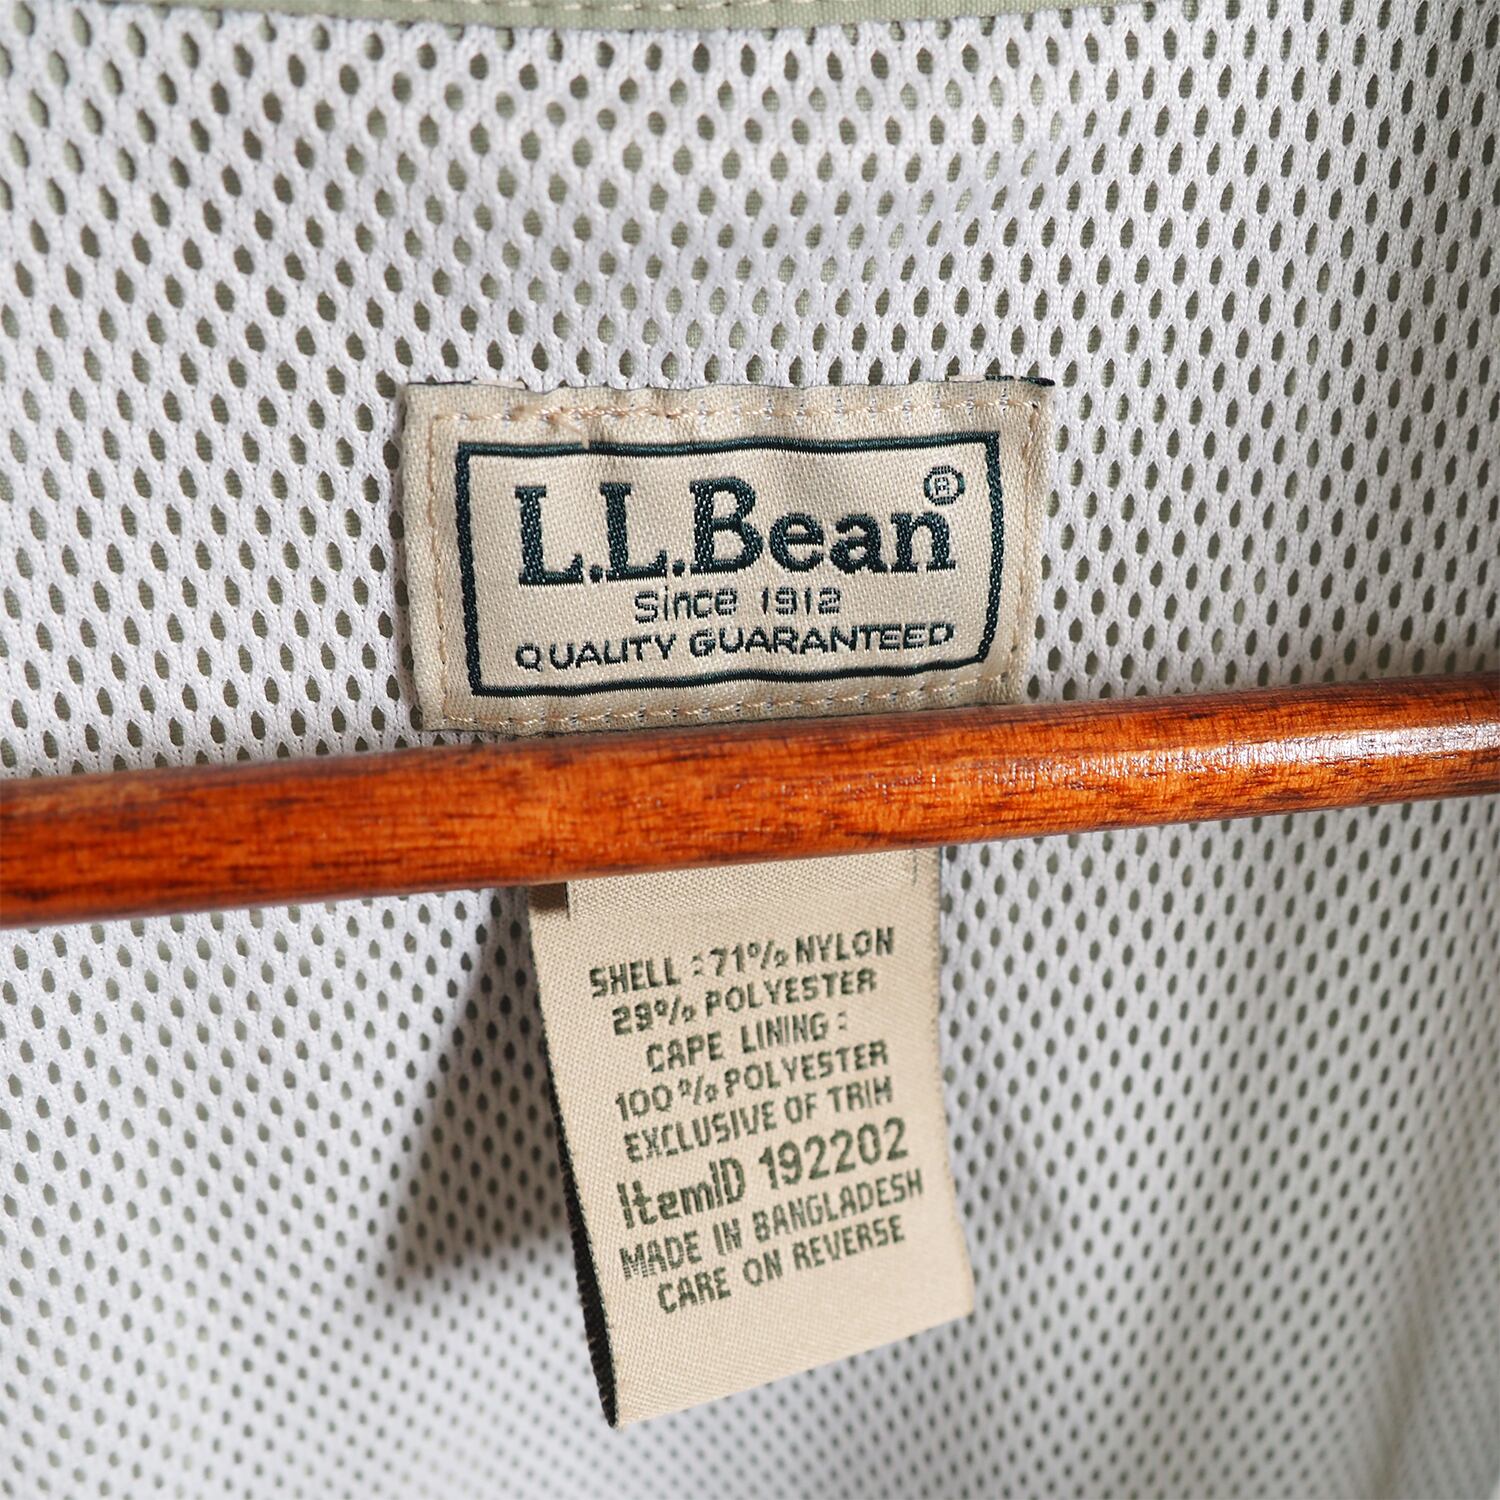 L.L.Bean®
Since 1912
QUALITY GUARANTEED
SHELL : 71% NYLON
29% POLYESTER
CAPE LINING :
100% POLYESTER
EXCLUSIVE OF TRIM
ItemID 192202
MADE IN BANGLADESH
CARE ON REVERSE